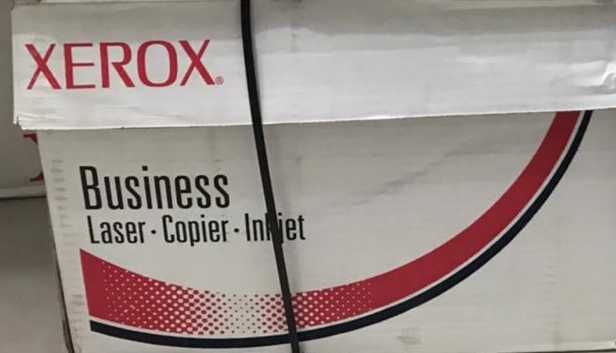 XEROX®
Business
Laser · Copier · Inkjet